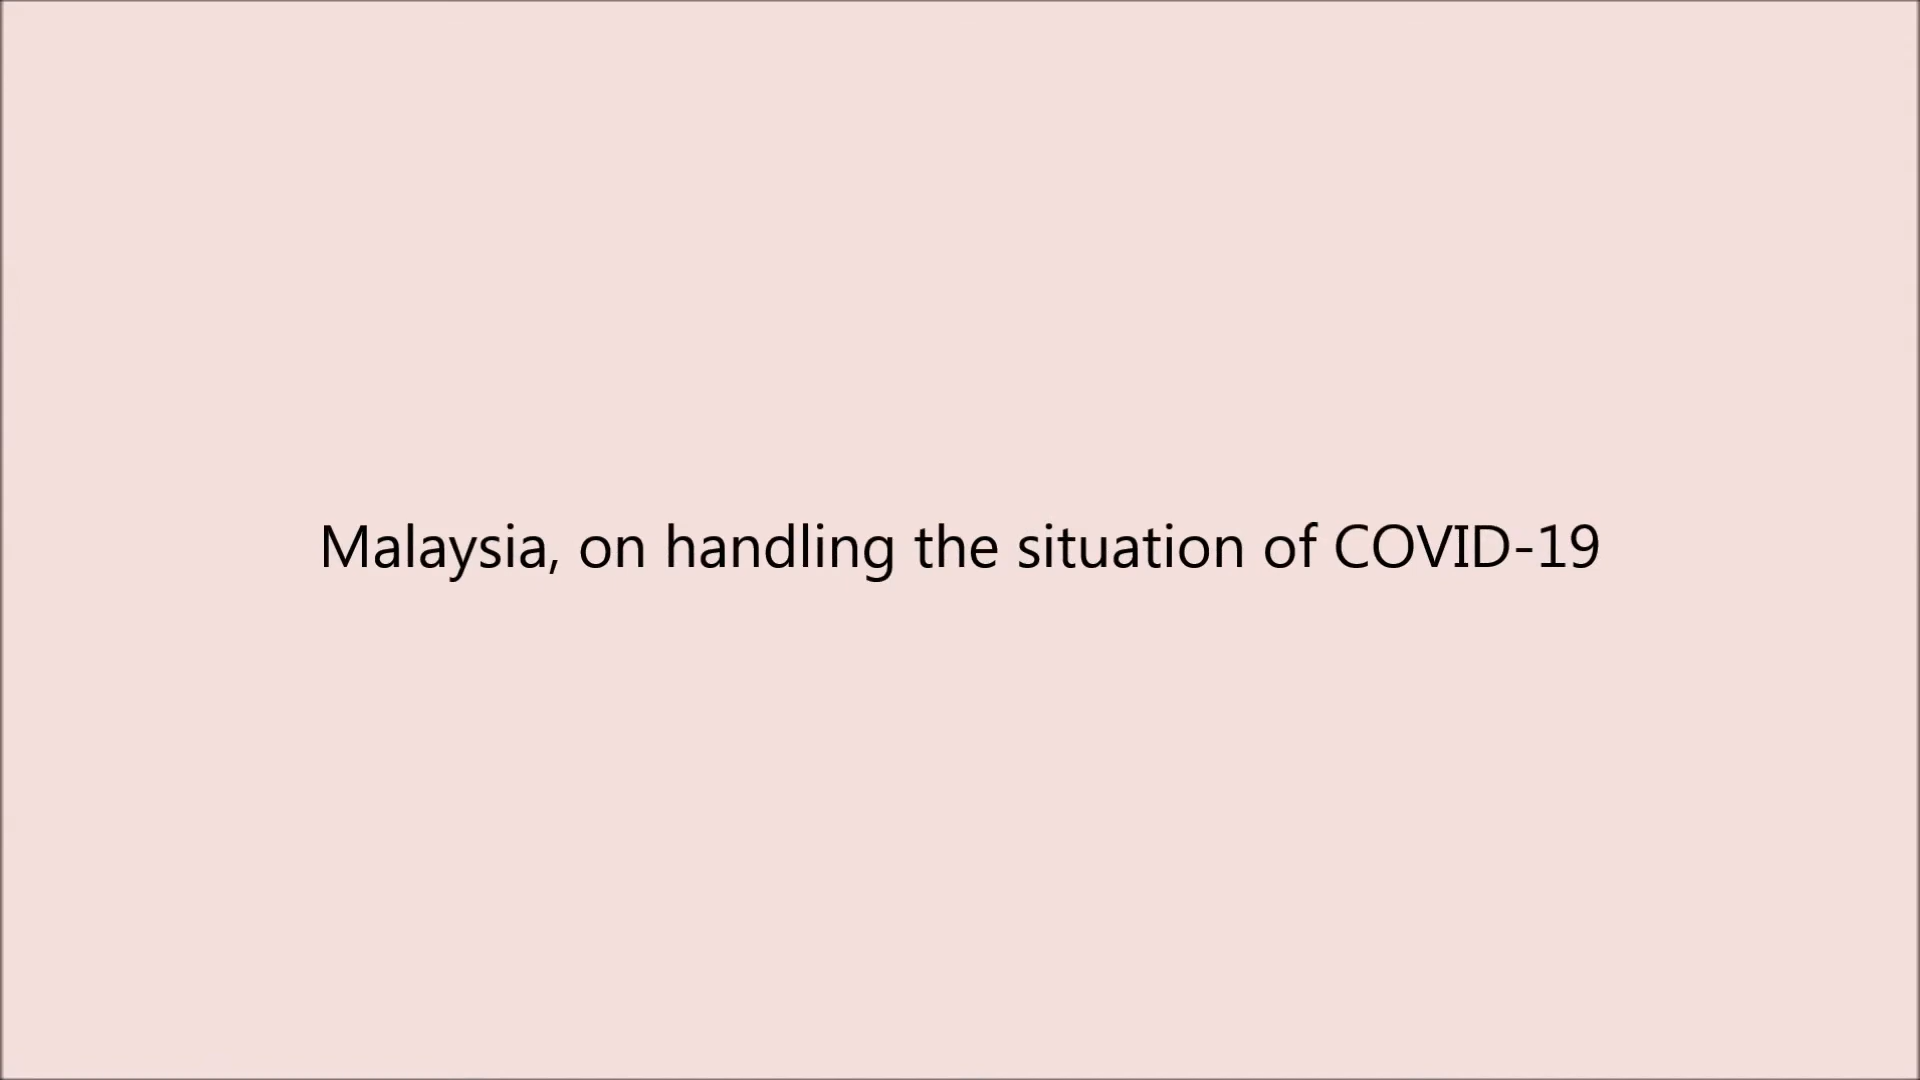 Malaysia, on handling the situation of COVID-19